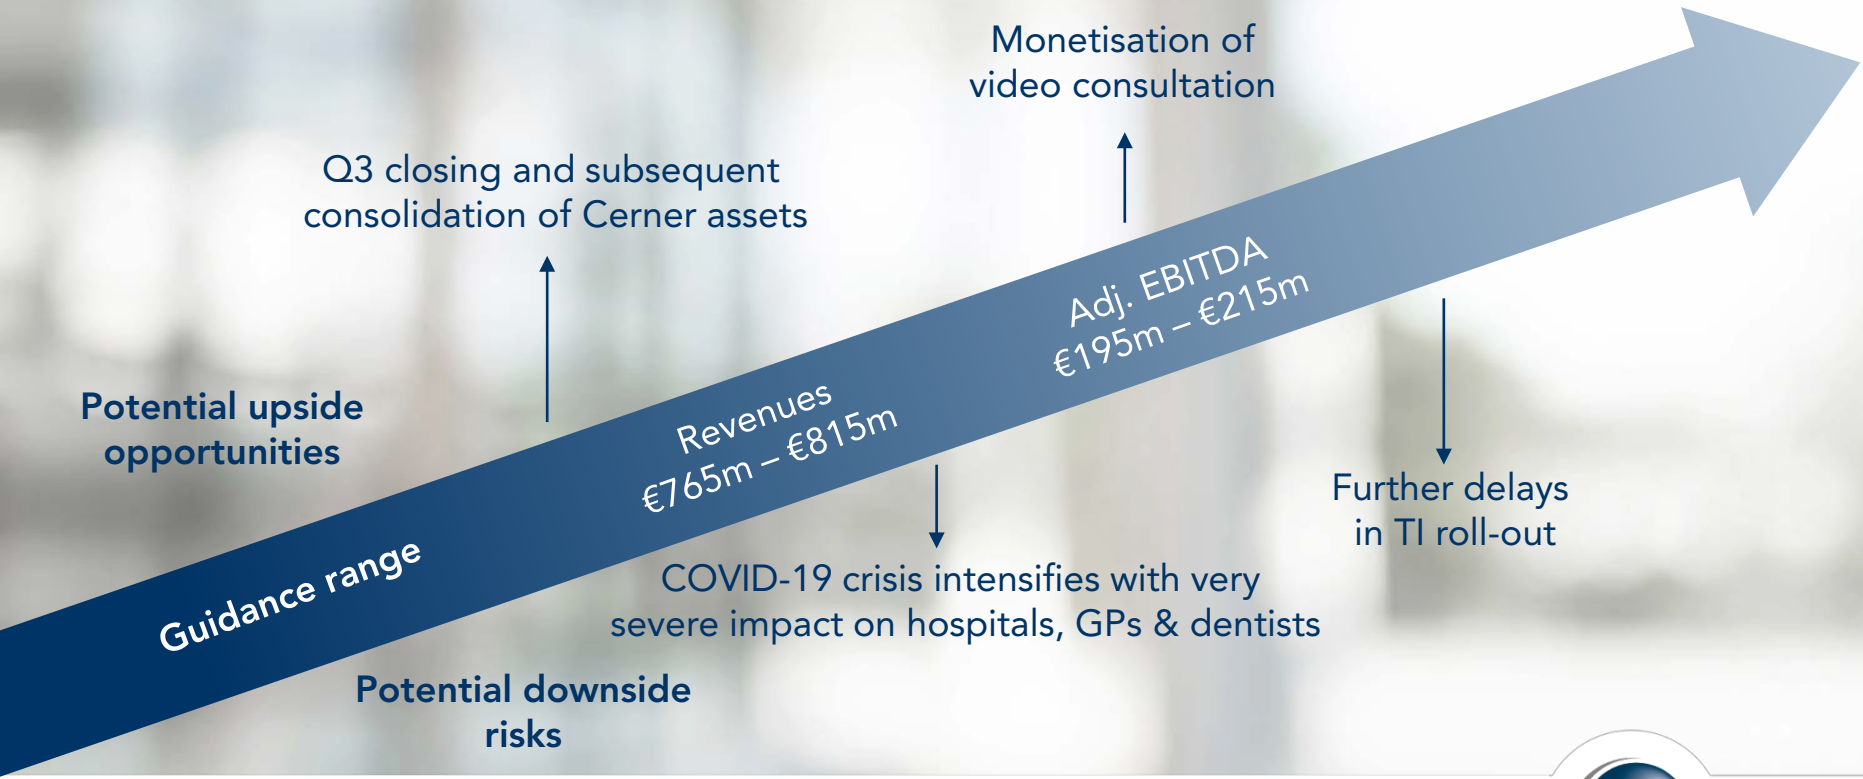 Monetisation of
video consultation
Q3 closing and subsequent
consolidation of Cerner assets
Adj. EBITDA
€195m – €215m
Potential upside
opportunities
Revenues
€765m – €815m
Further delays
in TI roll-out
Guidance range
COVID-19 crisis intensifies with very
severe impact on hospitals, GPs & dentists
Potential downside
risks